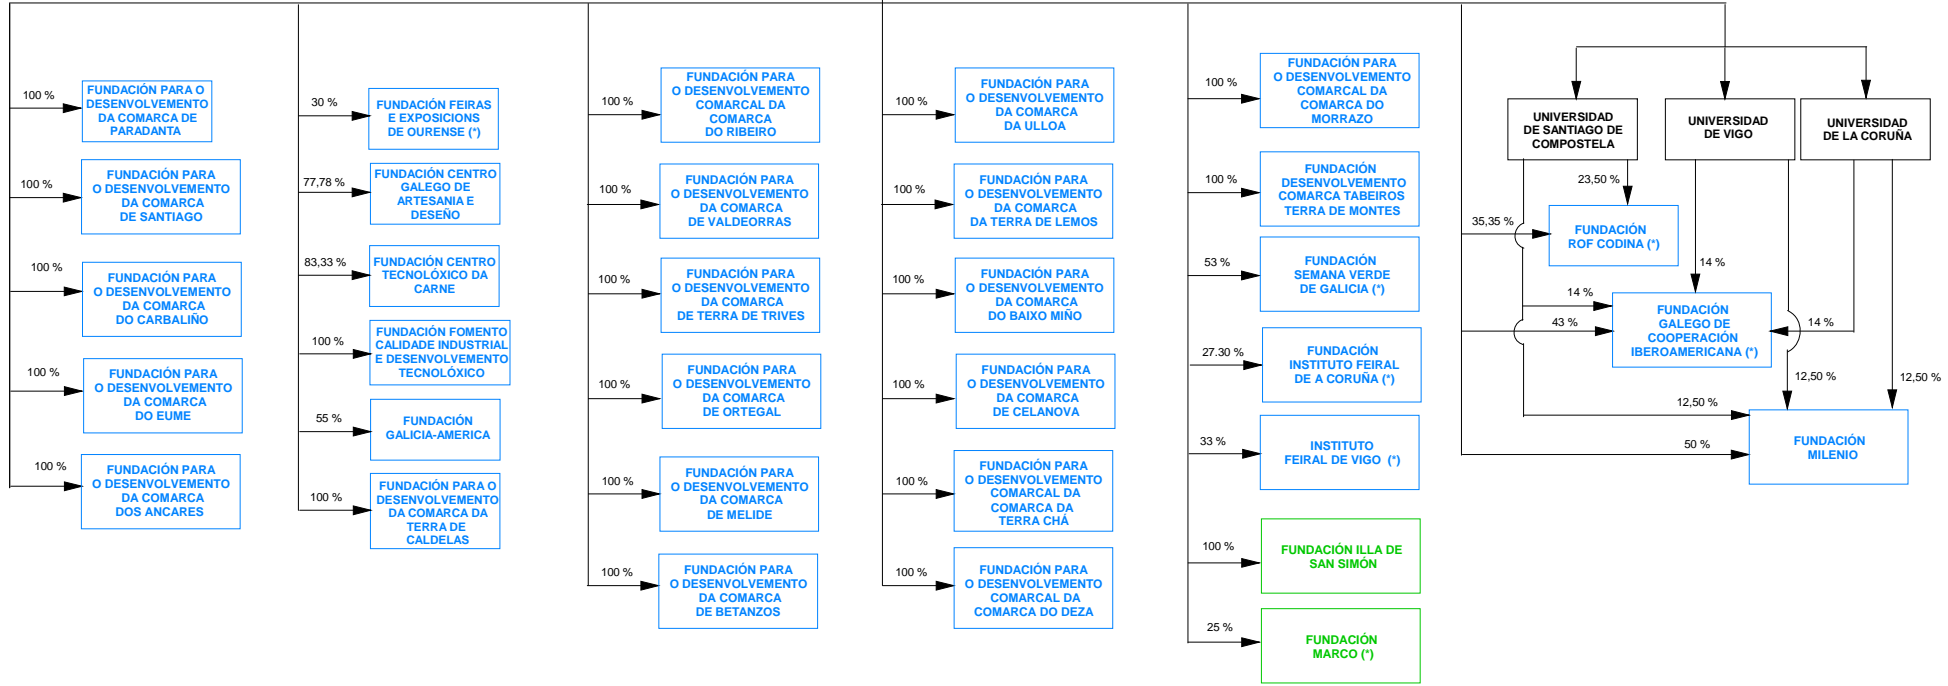 100 %
FUNDACIÓN PARA O
DESENVOLVEMENTO
DA COMARCA DE
PARADANTA
100 %
FUNDACIÓN PARA
O DESENVOLVEMENTO
DA COMARCA
DE SANTIAGO
100 %
FUNDACIÓN PARA
O DESENVOLVEMENTO
DA COMARCA
DO CARBALIÑO
100 %
FUNDACIÓN PARA
O DESENVOLVEMENTO
DA COMARCA
DO EUME
100 %
FUNDACIÓN PARA
O DESENVOLVEMENTO
DA COMARCA
DOS ANCARES
30 %
FUNDACIÓN FEIRAS
E EXPOSICIONS
DE OURENSE (*)
77,78 %
FUNDACIÓN CENTRO
GALEGO DE
ARTESANIA E
DESEÑO
83,33 %
FUNDACIÓN CENTRO
TECNOLÓXICO DA
CARNE
100 %
FUNDACIÓN FOMENTO
CALIDADE INDUSTRIAL
E DESENVOLVEMENTO
TECNOLÓXICO
55 %
FUNDACIÓN
GALICIA-AMERICA
100 %
FUNDACIÓN PARA O
DESENVOLVEMENTO
DA COMARCA DA
TERRA DE
CALDELAS
100 %
FUNDACIÓN PARA
O DESENVOLVEMENTO
COMARCAL DA
COMARCA
DO RIBEIRO
100 %
FUNDACIÓN PARA
O DESENVOLVEMENTO
DA COMARCA
DE VALDEORRAS
100 %
FUNDACIÓN PARA
O DESENVOLVEMENTO
DA COMARCA
DE TERRA DE TRIVES
100 %
FUNDACIÓN PARA
O DESENVOLVEMENTO
DA COMARCA
DE ORTEGAL
100 %
FUNDACIÓN PARA
O DESENVOLVEMENTO
DA COMARCA
DE MELIDE
100 %
FUNDACIÓN PARA
O DESENVOLVEMENTO
DA COMARCA
DE BETANZOS
100 %
FUNDACIÓN PARA
O DESENVOLVEMENTO
DA COMARCA
DA ULLOA
100 %
FUNDACIÓN PARA
O DESENVOLVEMENTO
DA COMARCA
DA TERRA DE LEMOS
100 %
FUNDACIÓN PARA
O DESENVOLVEMENTO
DA COMARCA
DO BAIXO MIÑO
100 %
FUNDACIÓN PARA
O DESENVOLVEMENTO
DA COMARCA
DE CELANOVA
100 %
FUNDACIÓN PARA
O DESENVOLVEMENTO
COMARCAL DA
COMARCA DA
TERRA CHÁ
100 %
FUNDACIÓN PARA
O DESENVOLVEMENTO
COMARCAL DA
COMARCA DO DEZA
100 %
FUNDACIÓN PARA
O DESENVOLVEMENTO
COMARCAL DA
COMARCA DO
MORRAZO
100 %
FUNDACIÓN
DESENVOLVEMENTO
COMARCA TABEIROS
TERRA DE MONTES
53 %
FUNDACIÓN
SEMANA VERDE
DE GALICIA (*)
27.30 %
FUNDACIÓN
INSTITUTO FEIRAL
DE A CORUÑA (*)
33 %
INSTITUTO
FEIRAL DE VIGO (*)
100 %
FUNDACIÓN ILLA DE
SAN SIMÓN
25 %
FUNDACIÓN
MARCO (*)
UNIVERSIDAD
DE SANTIAGO DE
COMPOSTELA
UNIVERSIDAD
DE VIGO
UNIVERSIDAD
DE LA CORUÑA
23,50 %
35,35 %
FUNDACIÓN
ROF CODINA (*)
14 %
14 %
43 %
14 %
FUNDACIÓN
GALEGO DE
COOPERACIÓN
IBEROAMERICANA (*)
12,50 %
12,50 %
12,50 %
50 %
FUNDACIÓN
MILENIO